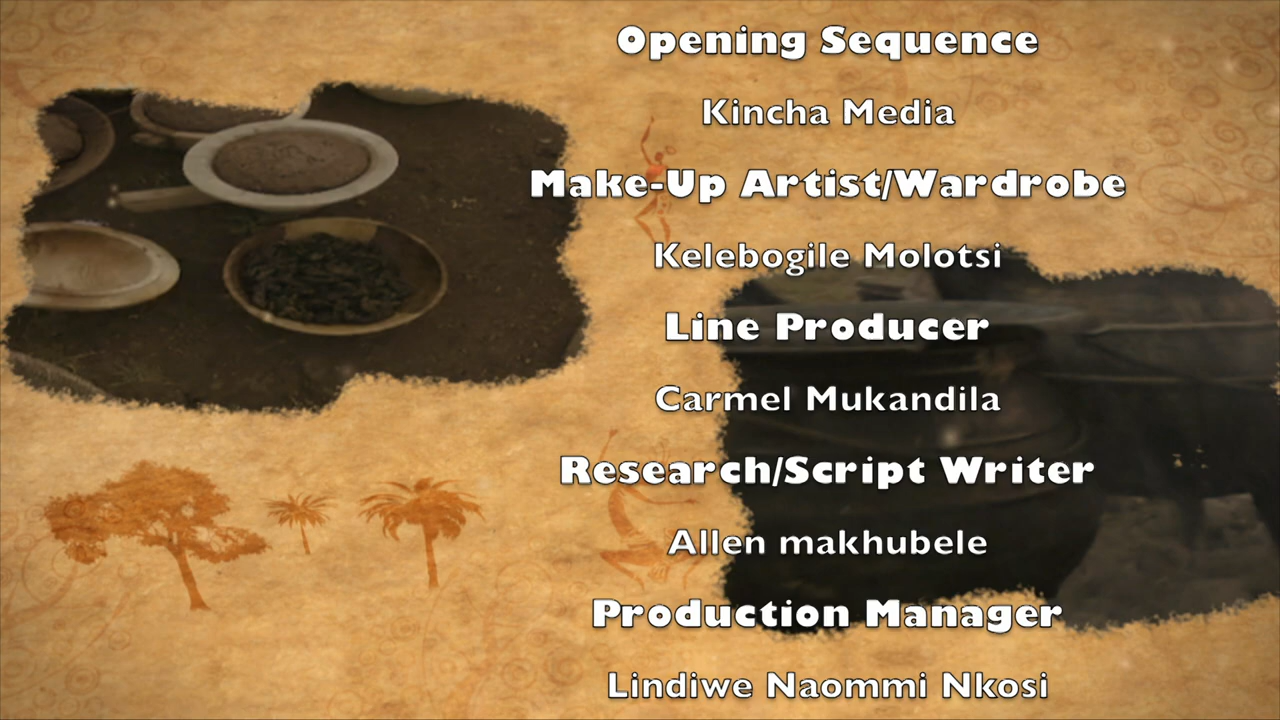 Opening Sequence
Kincha Media
Make-Up Artist/Wardrobe
Kelebogile Molotsi
Line Producer
Carmel Mukandila
Research/Script Writer
Allen makhubele
Production Manager
Lindiwe Naommi Nkosi